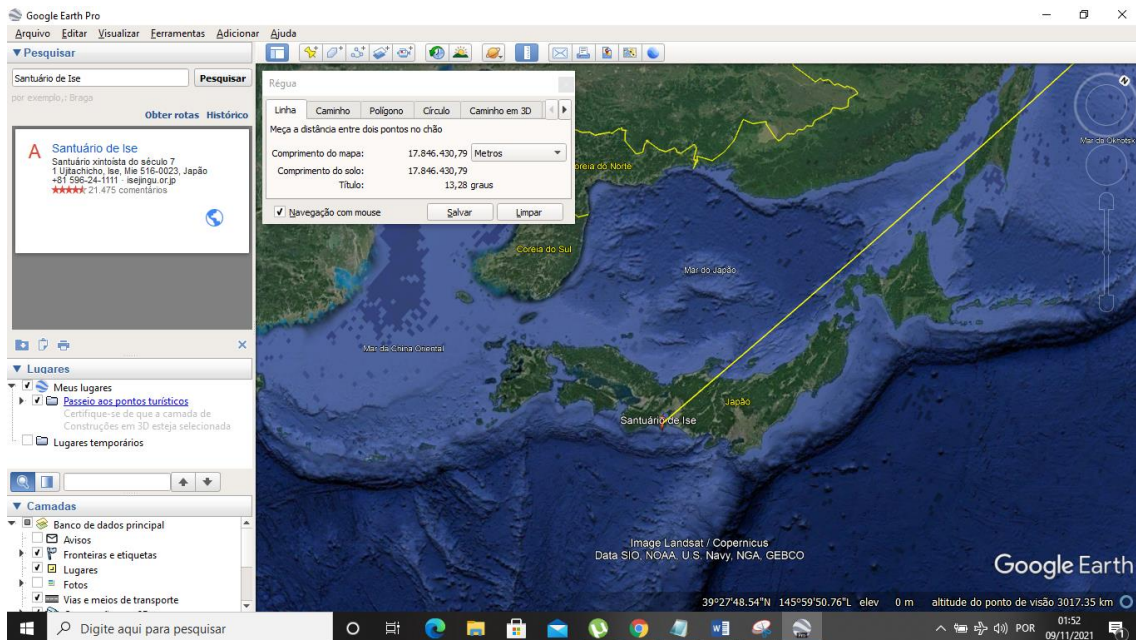 Google Earth Pro
Arquivo Editar Visualizar Ferramentas Adicionar Ajuda
Pesquisar
Santuário de Ise
Pesquisar
por exemplo,: Braga
Obter rotas Histórico
A
Santuário de Ise
Santuário xintoísta do século 7
1 Ujitachicho, Ise, Mie 516-0023, Japão
+81 596-24-1111 - isejingu.or.jp
21.475 comentários
Lugares
Meus lugares
Passeio aos pontos turísticos
Certifique-se de que a camada de
Construções em 3D esteja selecionada
Lugares temporários
Camadas
Banco de dados principal
Avisos
Fronteiras e etiquetas
Lugares
Fotos
Vias e meios de transporte
Régua
Linha Caminho Polígono Círculo Caminho em 3D
Meça a distância entre dois pontos no chão
Comprimento do mapa: 17.846.430,79 Metros
Comprimento do solo: 17.846.430,79
Título: 13,28 graus
Navegação com mouse Salvar Limpar
N
Mar da Okhotsk
oreia do Norte
Coreia do Sul
Mar do Japão
Mar da China Oriental
Japão
Santuário de Ise
Image Landsat / Copernicus
Data SIO, NOAA, U.S. Navy, NGA, GEBCO
Google Earth
39°27'48.54"N 145°59'50.76"L elev 0 m altitude do ponto de visão 3017.35 km
Digite aqui para pesquisar
POR
01:52
09/11/2021